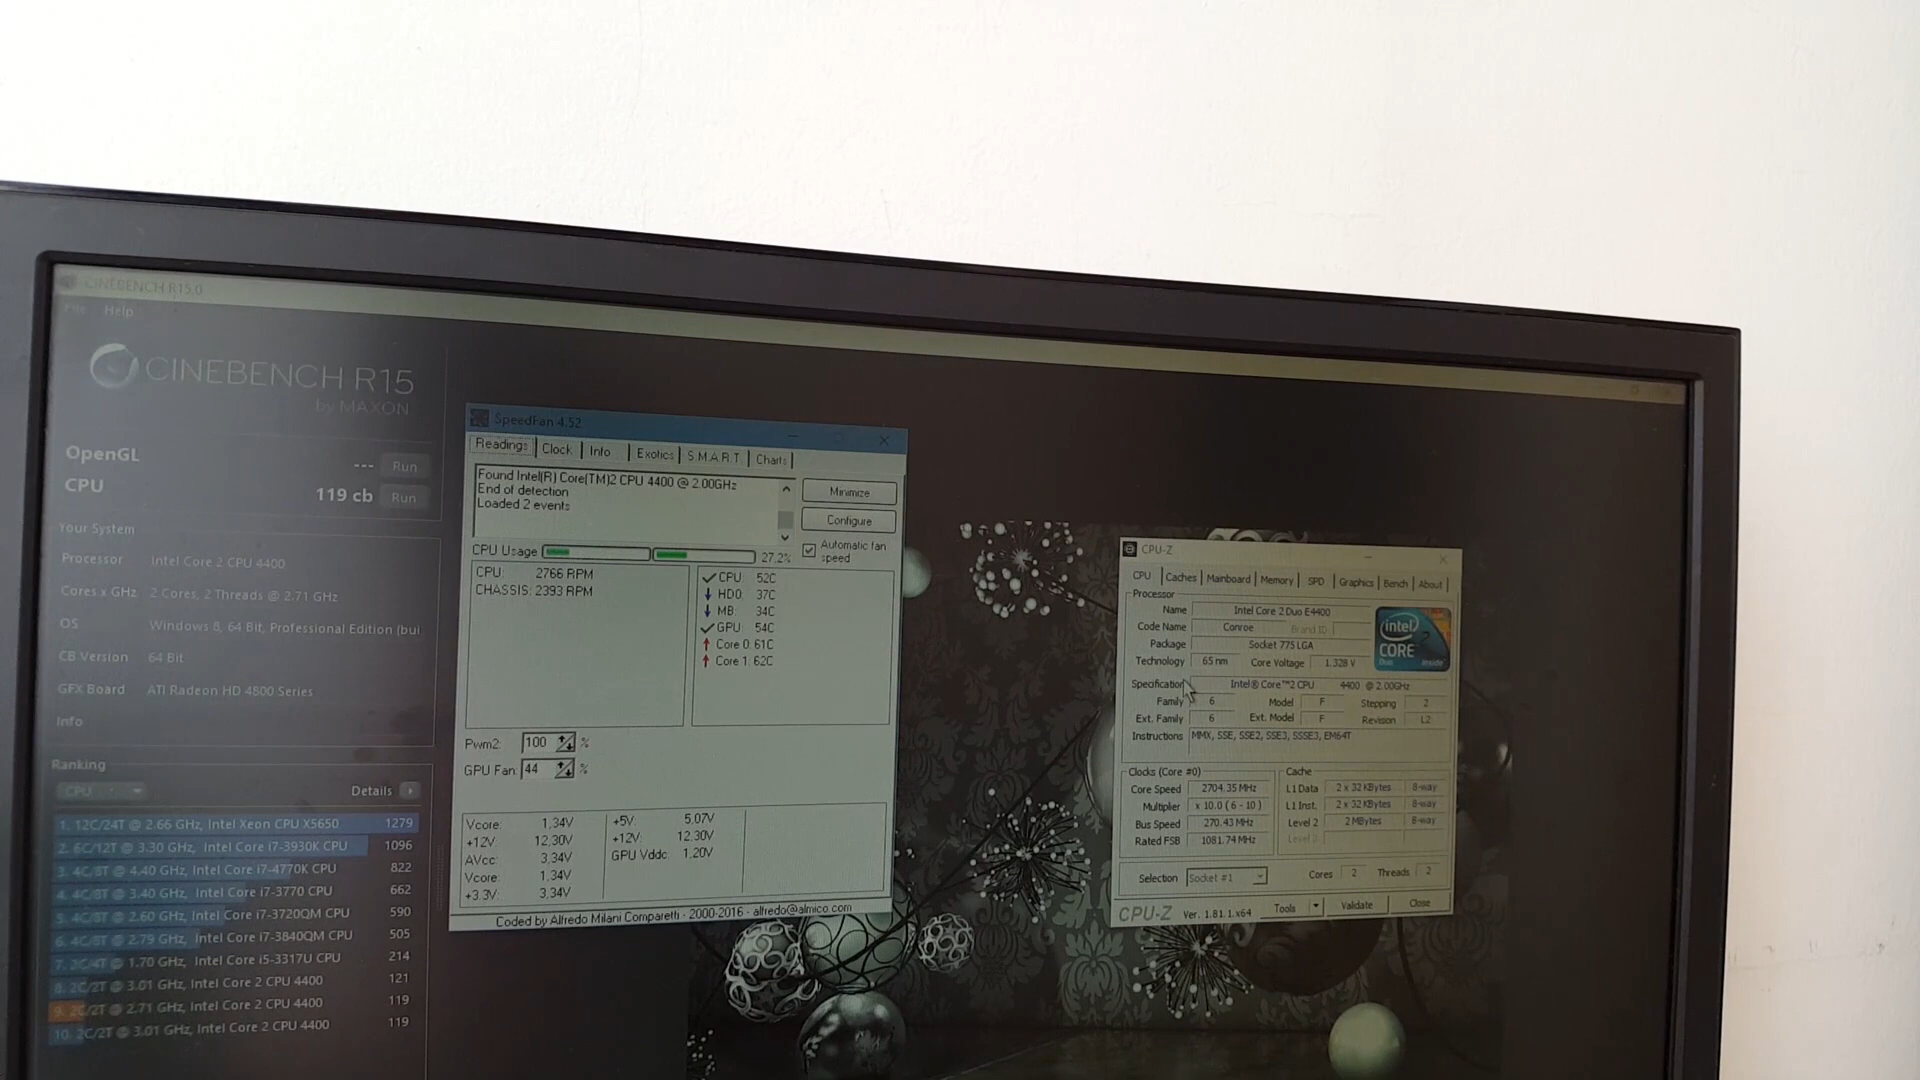 CINEBENCH R15.0
File Help
CINEBENCH R15
by MAXON
OpenGL --- Run
CPU 119 cb Run
Your System
Processor Intel Core 2 CPU 4400
Cores x GHz 2 Cores, 2 Threads @ 2.71 GHz
OS Windows 8, 64 Bit, Professional Edition (bui
CB Version 64 Bit
GFX Board ATI Radeon HD 4800 Series
Info
Ranking
CPU Details
1. 12C/24T @ 2.66 GHz, Intel Xeon CPU X5650 1279
2. 6C/12T @ 3.30 GHz, Intel Core i7-3930K CPU 1096
3. 4C/8T @ 4.40 GHz, Intel Core i7-4770K CPU 822
4. 4C/8T @ 3.40 GHz, Intel Core i7-3770 CPU 662
5. 4C/8T @ 2.60 GHz, Intel Core i7-3720QM CPU 590
6. 4C/8T @ 2.79 GHz, Intel Core i7-3840QM CPU 505
7. 2C/4T @ 1.70 GHz, Intel Core i5-3317U CPU 214
8. 2C/2T @ 3.01 GHz, Intel Core 2 CPU 4400 121
9. 2C/2T @ 2.71 GHz, Intel Core 2 CPU 4400 119
10. 2C/2T @ 3.01 GHz, Intel Core 2 CPU 4400 119
SpeedFan 4.52
Readings Clock Info Exotics S.M.A.R.T. Charts
Found Intel(R) Core(TM)2 CPU 4400 @ 2.00GHz
End of detection
Loaded 2 events
Minimize
Configure
CPU Usage 27.2%
Automatic fan
speed
CPU: 2766 RPM
CHASSIS: 2393 RPM
CPU: 52C
HD0: 37C
MB: 34C
GPU: 54C
Core 0: 61C
Core 1: 62C
Pwm2: 100 %
GPU Fan: 44 %
Vcore: 1.34V
+12V: 12.30V
AVcc: 3.34V
Vcore: 1.34V
+3.3V: 3.34V
+5V: 5.07V
+12V: 12.30V
GPU Vddc: 1.20V
Coded by Alfredo Milani Comparetti - 2000-2016 - alfredo@almico.com
CPU-Z
CPU Caches Mainboard Memory SPD Graphics Bench About
Processor
Name Intel Core 2 Duo E4400
Code Name Conroe Brand ID
Package Socket 775 LGA
Technology 65 nm Core Voltage 1.328 V
intel
CORE 2
Duo inside
Specification Intel® Core™2 CPU 4400 @ 2.00GHz
Family 6 Model F Stepping 2
Ext. Family 6 Ext. Model F Revision L2
Instructions MMX, SSE, SSE2, SSE3, SSSE3, EM64T
Clocks (Core #0)
Core Speed 2704.35 MHz
Multiplier x 10.0 ( 6 - 10 )
Bus Speed 270.43 MHz
Rated FSB 1081.74 MHz
Cache
L1 Data 2 x 32 KBytes 8-way
L1 Inst. 2 x 32 KBytes 8-way
Level 2 2 MBytes 8-way
Level 3
Selection Socket #1 Cores 2 Threads 2
CPU-Z Ver. 1.81.1.x64 Tools Validate Close